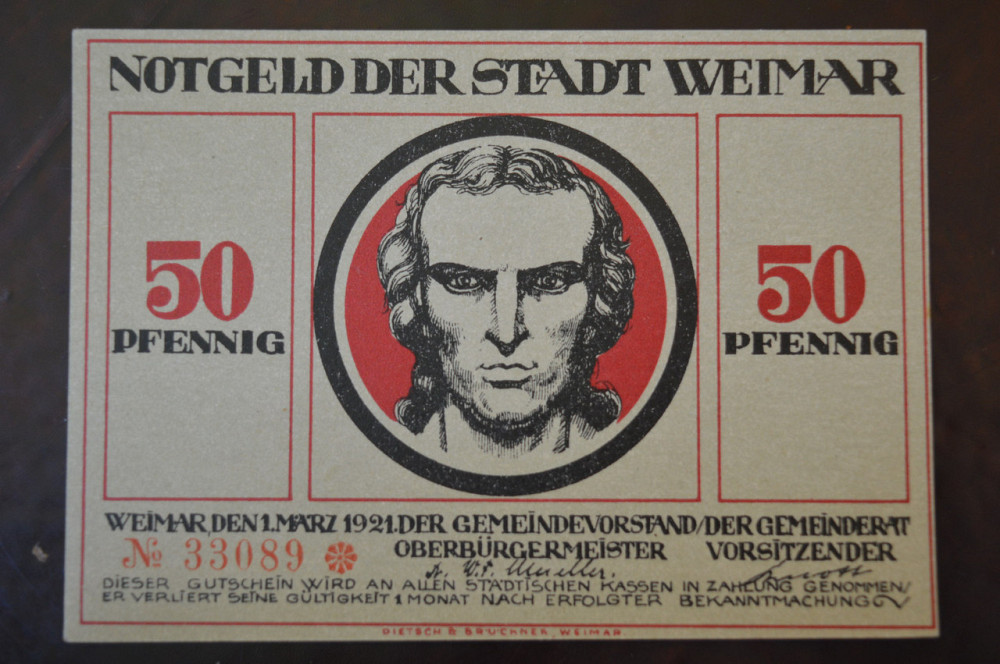 NOTGELD DER STADT WEIMAR
50
PFENNIG
50
PFENNIG
WEIMAR, DEN 1. MÄRZ 1921. DER GEMEINDEVORSTAND / DER GEMEINDERAT
№ 33089 OBERBÜRGERMEISTER VORSITZENDER
Dr. W. F. Mueller.
DIESER GUTSCHEIN WIRD AN ALLEN STÄDTISCHEN KASSEN IN ZAHLUNG GENOMMEN/
ER VERLIERT SEINE GÜLTIGKEIT 1 MONAT NACH ERFOLGTER BEKANNTMACHUNG
DIETSCH & BRÜCKNER, WEIMAR.